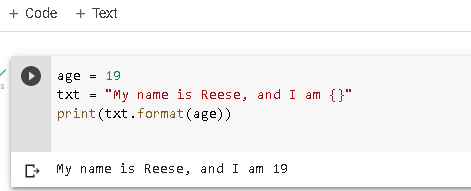 + Code + Text
age = 19
txt = "My name is Reese, and I am {}"
print(txt.format(age))
My name is Reese, and I am 19